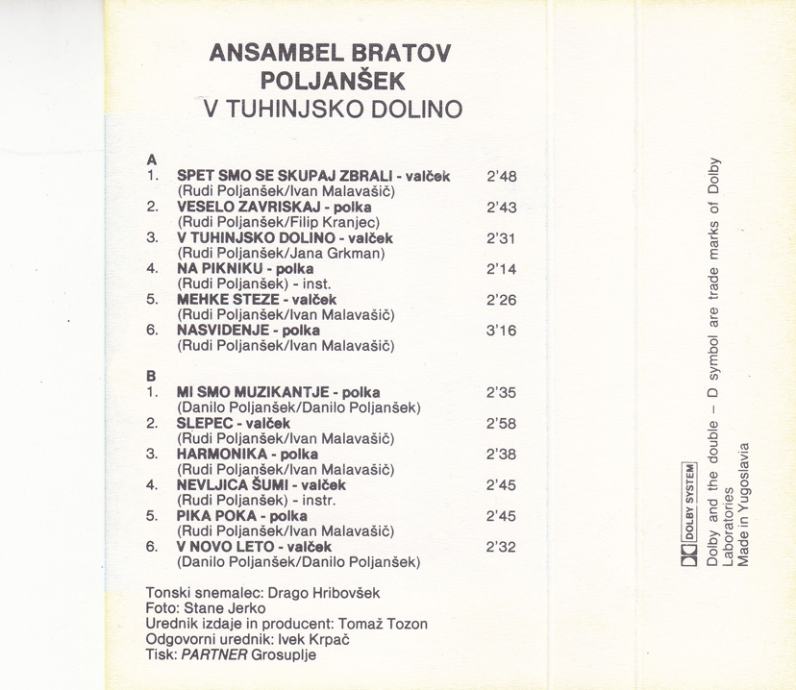 ANSAMBEL BRATOV
POLJANŠEK
V TUHINJSKO DOLINO
A
1. SPET SMO SE SKUPAJ ZBRALI - valček 2'48
(Rudi Poljanšek/Ivan Malavašič)
2. VESELO ZAVRISKAJ - polka 2'43
(Rudi Poljanšek/Filip Kranjec)
3. V TUHINJSKO DOLINO - valček 2'31
(Rudi Poljanšek/Jana Grkman)
4. NA PIKNIKU - polka 2'14
(Rudi Poljanšek) - inst.
5. MEHKE STEZE - valček 2'26
(Rudi Poljanšek/Ivan Malavašič)
6. NASVIDENJE - polka 3'16
(Rudi Poljanšek/Ivan Malavašič)
B
1. MI SMO MUZIKANTJE - polka 2'35
(Danilo Poljanšek/Danilo Poljanšek)
2. SLEPEC - valček 2'58
(Rudi Poljanšek/Ivan Malavašič)
3. HARMONIKA - polka 2'38
(Rudi Poljanšek/Ivan Malavašič)
4. NEVLJICA ŠUMI - valček 2'45
(Rudi Poljanšek) - instr.
5. PIKA POKA - polka 2'45
(Rudi Poljanšek/Ivan Malavašič)
6. V NOVO LETO - valček 2'32
(Danilo Poljanšek/Danilo Poljanšek)
Tonski snemalec: Drago Hribovšek
Foto: Stane Jerko
Urednik izdaje in producent: Tomaž Tozon
Odgovorni urednik: Ivek Krpač
Tisk: PARTNER Grosuplje
DOLBY SYSTEM
Dolby and the double – D symbol are trade marks of Dolby
Laboratories
Made in Yugoslavia